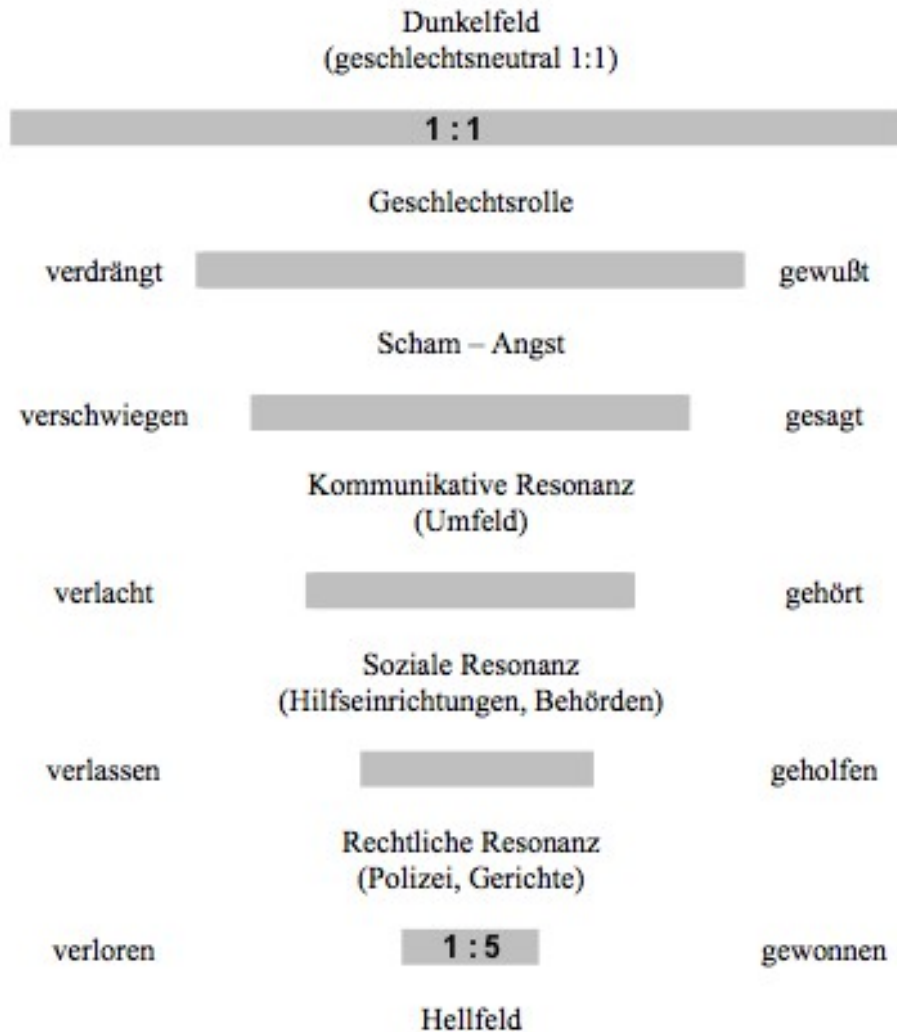 Dunkelfeld
(geschlechtsneutral 1:1)
1 : 1
Geschlechtsrolle
verdrängt gewußt
Scham – Angst
verschwiegen gesagt
Kommunikative Resonanz
(Umfeld)
verlacht gehört
Soziale Resonanz
(Hilfseinrichtungen, Behörden)
verlassen geholfen
Rechtliche Resonanz
(Polizei, Gerichte)
verloren 1 : 5 gewonnen
Hellfeld